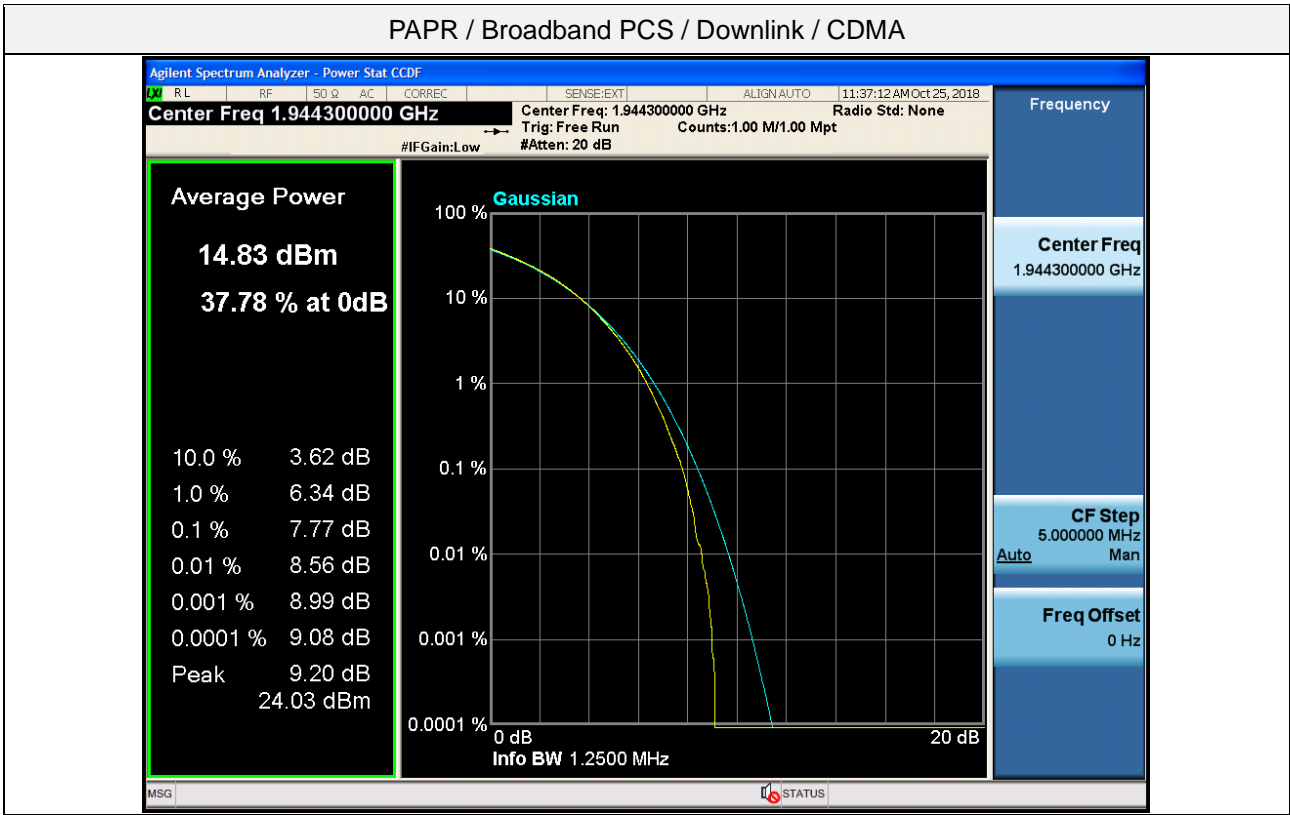 PAPR / Broadband PCS / Downlink / CDMA
Agilent Spectrum Analyzer - Power Stat CCDF
LXI RL RF 50 Ω AC CORREC SENSE:EXT ALIGN AUTO 11:37:12 AM Oct 25, 2018
Center Freq 1.944300000 GHz
Center Freq: 1.944300000 GHz Radio Std: None
Trig: Free Run Counts:1.00 M/1.00 Mpt
#IFGain:Low #Atten: 20 dB
Frequency
Average Power
14.83 dBm
37.78 % at 0dB
10.0 % 3.62 dB
1.0 % 6.34 dB
0.1 % 7.77 dB
0.01 % 8.56 dB
0.001 % 8.99 dB
0.0001 % 9.08 dB
Peak 9.20 dB
24.03 dBm
Gaussian
100 %
10 %
1 %
0.1 %
0.01 %
0.001 %
0.0001 %
0 dB 20 dB
Info BW 1.2500 MHz
Center Freq
1.944300000 GHz
CF Step
5.000000 MHz
Auto Man
Freq Offset
0 Hz
MSG STATUS